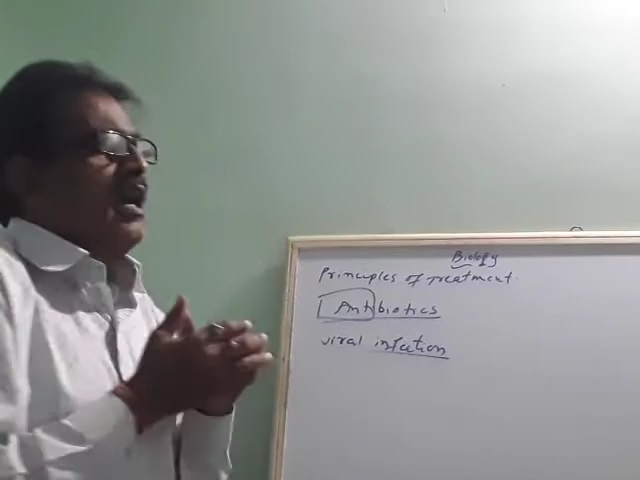 Biology
Principles of Treatment.
Antibiotics
viral infection